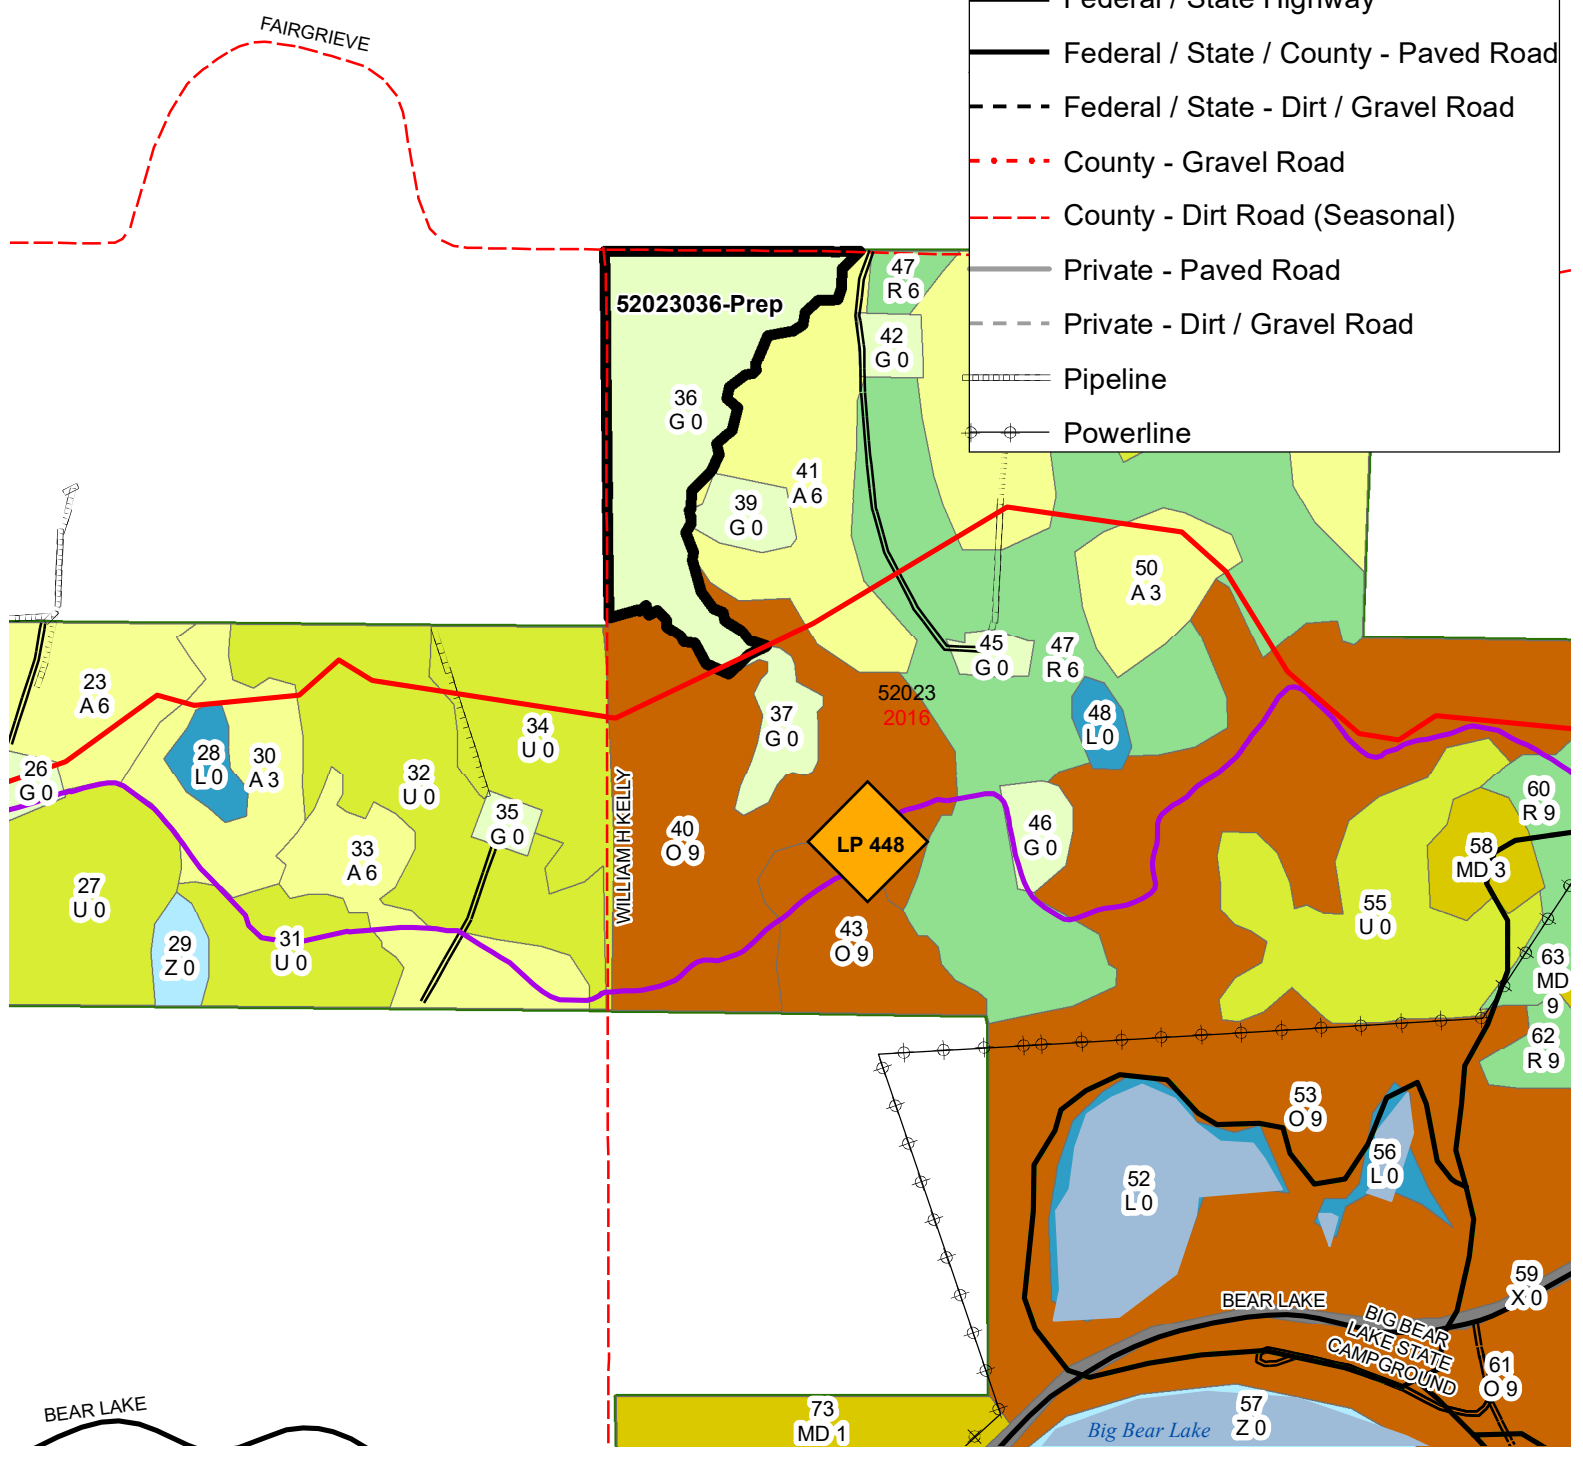 Federal / State Highway
Federal / State / County - Paved Road
Federal / State - Dirt / Gravel Road
County - Gravel Road
County - Dirt Road (Seasonal)
Private - Paved Road
Private - Dirt / Gravel Road
Pipeline
Powerline
FAIRGRIEVE
52023036-Prep
47
R 6
42
G 0
36
G 0
41
A 6
39
G 0
50
A 3
45
G 0
47
R 6
23
A 6
52023
2016
37
G 0
48
L 0
34
U 0
28
L 0
30
A 3
26
G 0
32
U 0
35
G 0
WILLIAM H KELLY
40
O 9
LP 448
46
G 0
60
R 9
58
MD 3
33
A 6
27
U 0
55
U 0
29
Z 0
31
U 0
43
O 9
63
MD
9
62
R 9
53
O 9
56
L 0
52
L 0
59
X 0
BEAR LAKE
BIG BEAR
LAKE STATE
CAMPGROUND
61
O 9
BEAR LAKE
73
MD 1
Big Bear Lake
57
Z 0